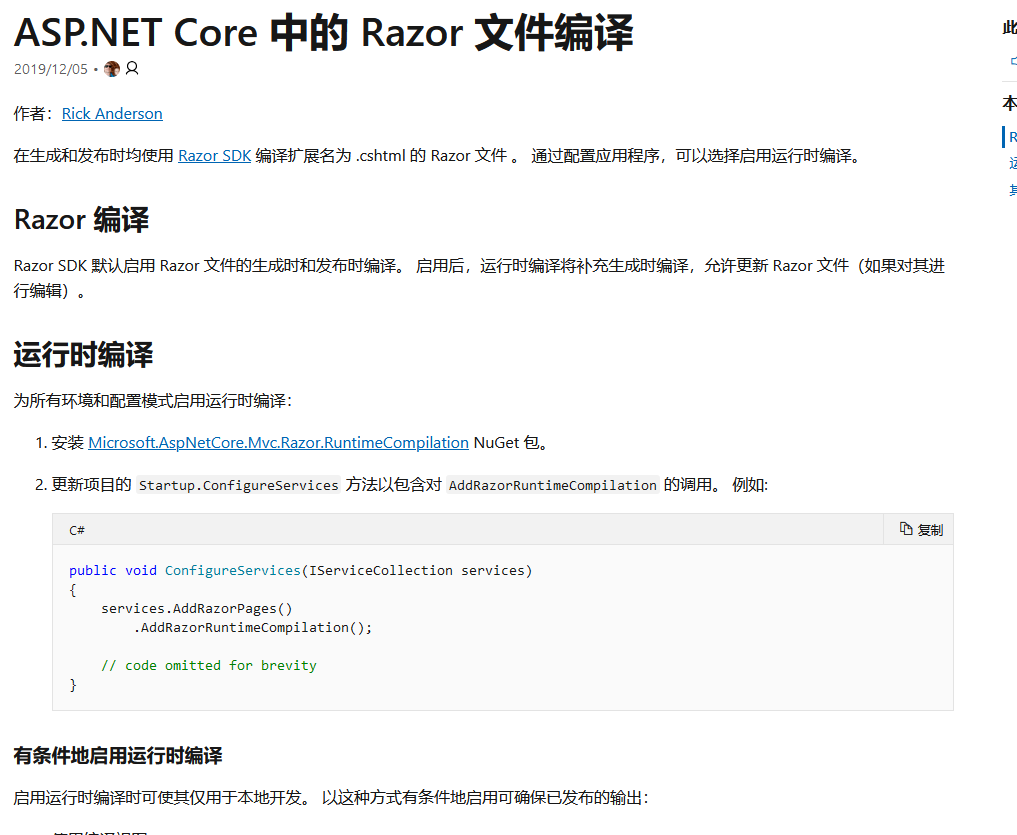 ASP.NET Core 中的 Razor 文件编译
2019/12/05 •
作者：Rick Anderson
在生成和发布时均使用 Razor SDK 编译扩展名为 .cshtml 的 Razor 文件 。 通过配置应用程序，可以选择启用运行时编译。
Razor 编译
Razor SDK 默认启用 Razor 文件的生成时和发布时编译。 启用后，运行时编译将补充生成时编译，允许更新 Razor 文件（如果对其进
行编辑）。
运行时编译
为所有环境和配置模式启用运行时编译：
1. 安装 Microsoft.AspNetCore.Mvc.Razor.RuntimeCompilation NuGet 包。
2. 更新项目的 Startup.ConfigureServices 方法以包含对 AddRazorRuntimeCompilation 的调用。 例如:
C# 复制
public void ConfigureServices(IServiceCollection services)
{
    services.AddRazorPages()
        .AddRazorRuntimeCompilation();
    // code omitted for brevity
}
有条件地启用运行时编译
启用运行时编译时可使其仅用于本地开发。 以这种方式有条件地启用可确保已发布的输出：
此
本
R
运
其